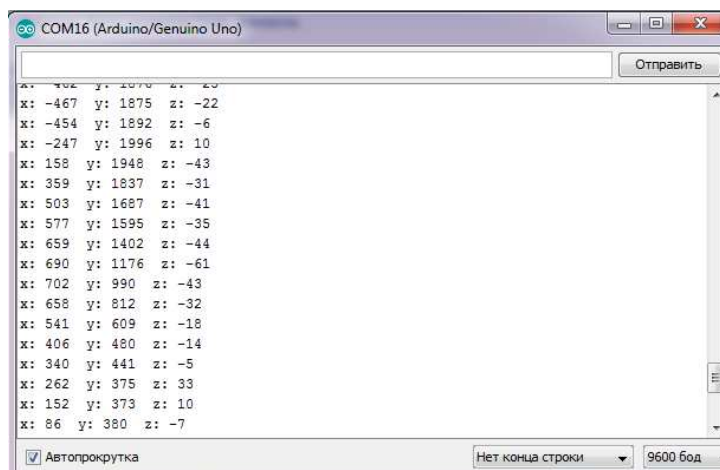 COM16 (Arduino/Genuino Uno)
Отправить
x: -467 y: 1875 z: -22
x: -454 y: 1892 z: -6
x: -247 y: 1996 z: 10
x: 158 y: 1948 z: -43
x: 359 y: 1837 z: -31
x: 503 y: 1687 z: -41
x: 577 y: 1595 z: -35
x: 659 y: 1402 z: -44
x: 690 y: 1176 z: -61
x: 702 y: 990 z: -43
x: 658 y: 812 z: -32
x: 541 y: 609 z: -18
x: 406 y: 480 z: -14
x: 340 y: 441 z: -5
x: 262 y: 375 z: 33
x: 152 y: 373 z: 10
x: 86 y: 380 z: -7
Автопрокрутка Нет конца строки 9600 бод